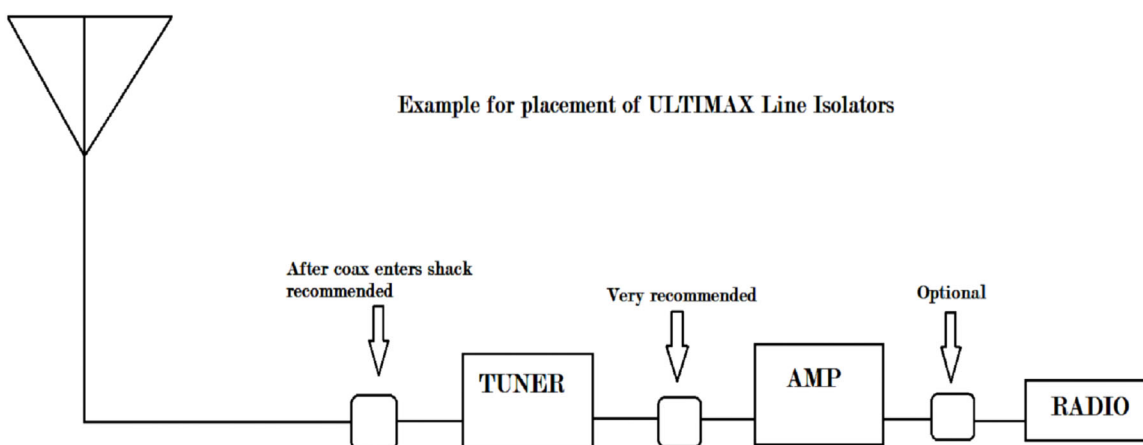 Example for placement of ULTIMAX Line Isolators
After coax enters shack
recommended
Very recommended
Optional
TUNER
AMP
RADIO